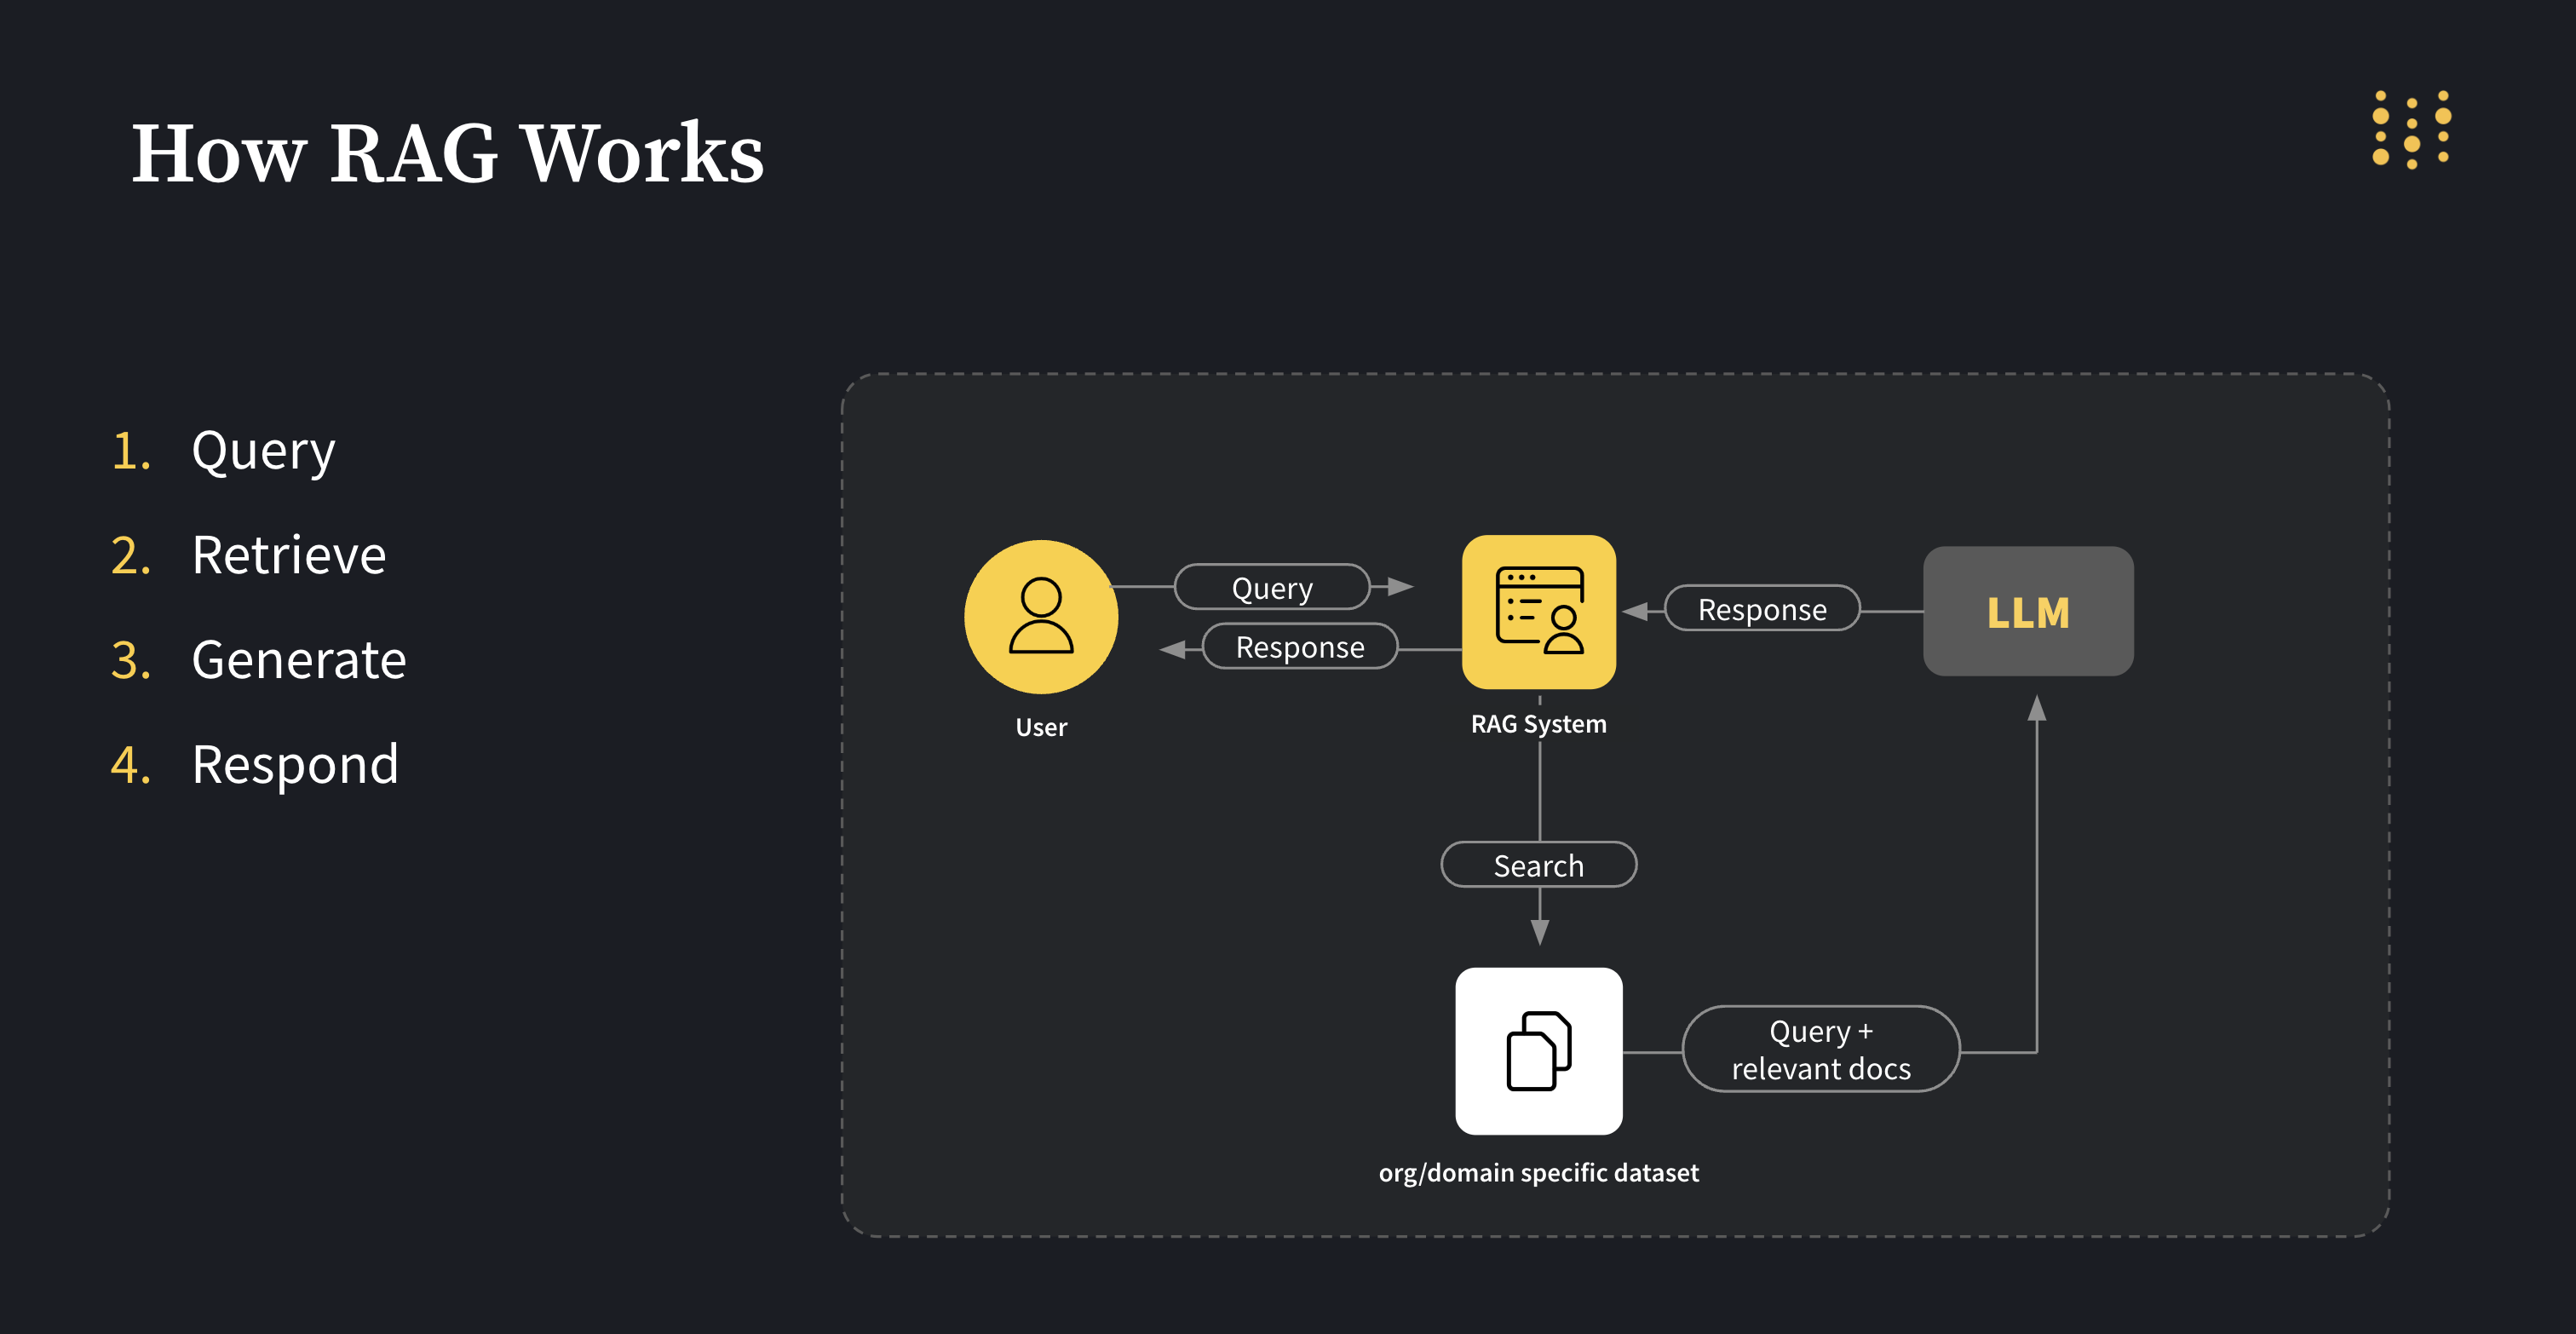 How RAG Works
1. Query
2. Retrieve
3. Generate
4. Respond
Query
Response
Response
LLM
User
RAG System
Search
Query +
relevant docs
org/domain specific dataset